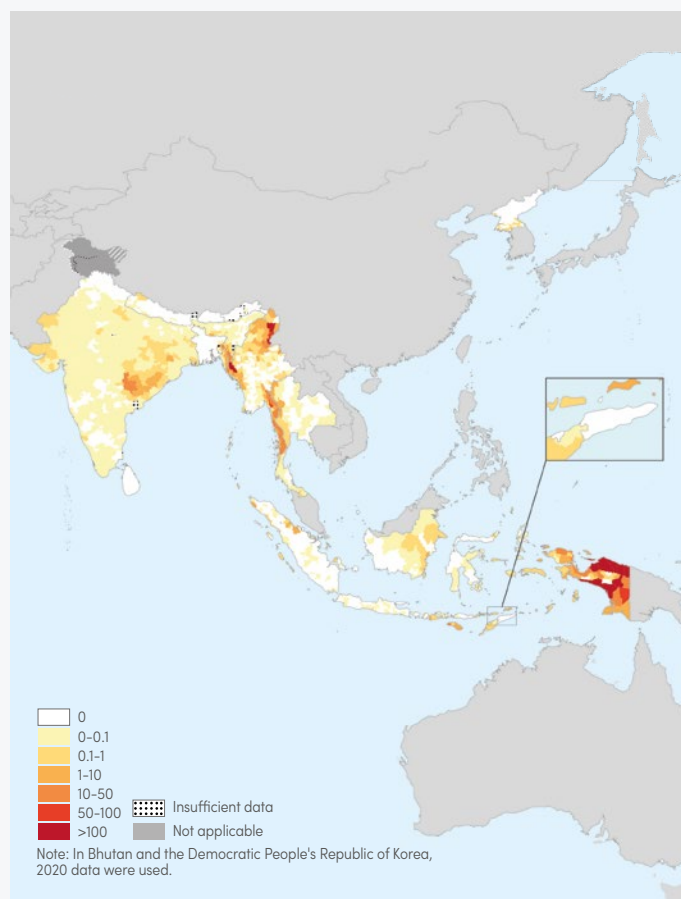 0
0-0.1
0.1-1
1-10
10-50
50-100
>100
Insufficient data
Not applicable
Note: In Bhutan and the Democratic People's Republic of Korea,
2020 data were used.